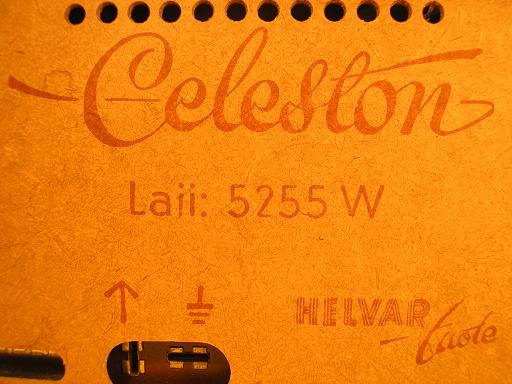 Celeston
Laji: 5255 W
HELVAR
tuote